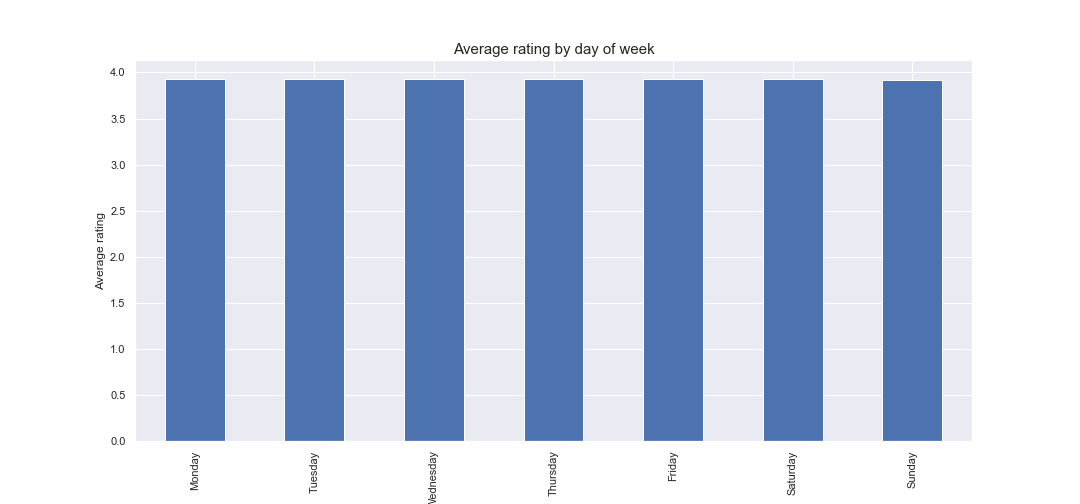 Average rating by day of week
Average rating
4.0
3.5
3.0
2.5
2.0
1.5
1.0
0.5
0.0
Monday
Tuesday
Wednesday
Thursday
Friday
Saturday
Sunday